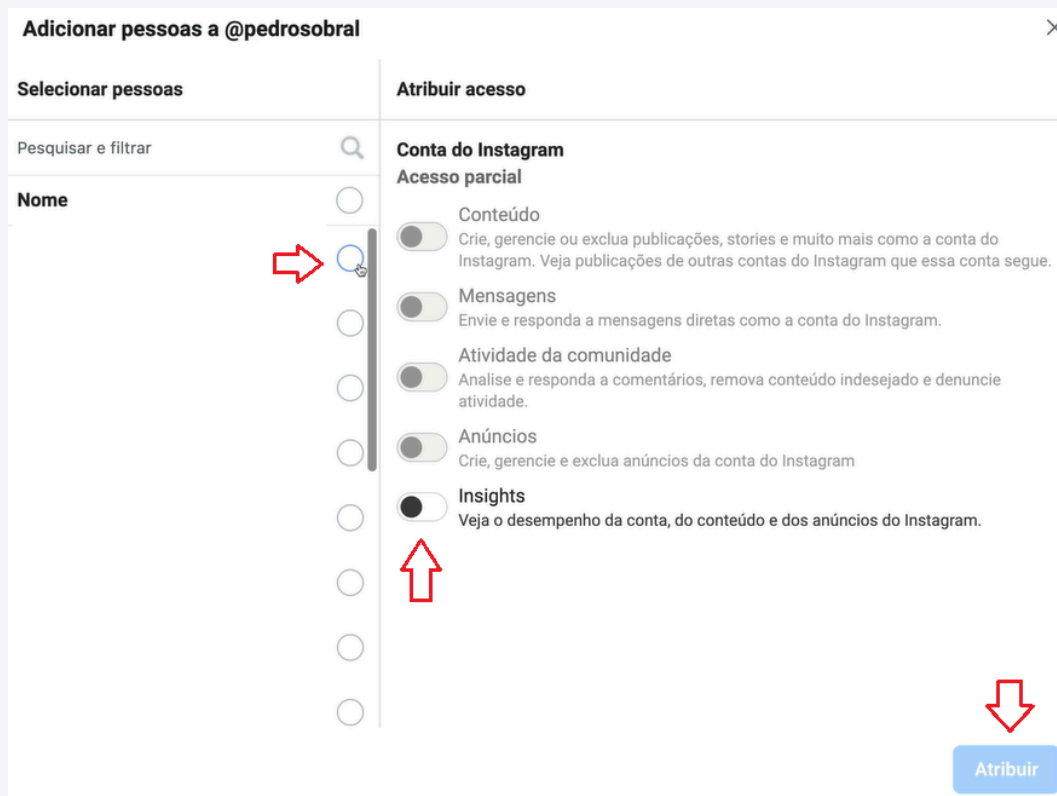 Adicionar pessoas a @pedrosobral
Selecionar pessoas
Pesquisar e filtrar
Nome
Atribuir acesso
Conta do Instagram
Acesso parcial
Conteúdo
Crie, gerencie ou exclua publicações, stories e muito mais como a conta do
Instagram. Veja publicações de outras contas do Instagram que essa conta segue.
Mensagens
Envie e responda a mensagens diretas como a conta do Instagram.
Atividade da comunidade
Analise e responda a comentários, remova conteúdo indesejado e denuncie
atividade.
Anúncios
Crie, gerencie e exclua anúncios da conta do Instagram
Insights
Veja o desempenho da conta, do conteúdo e dos anúncios do Instagram.
Atribuir